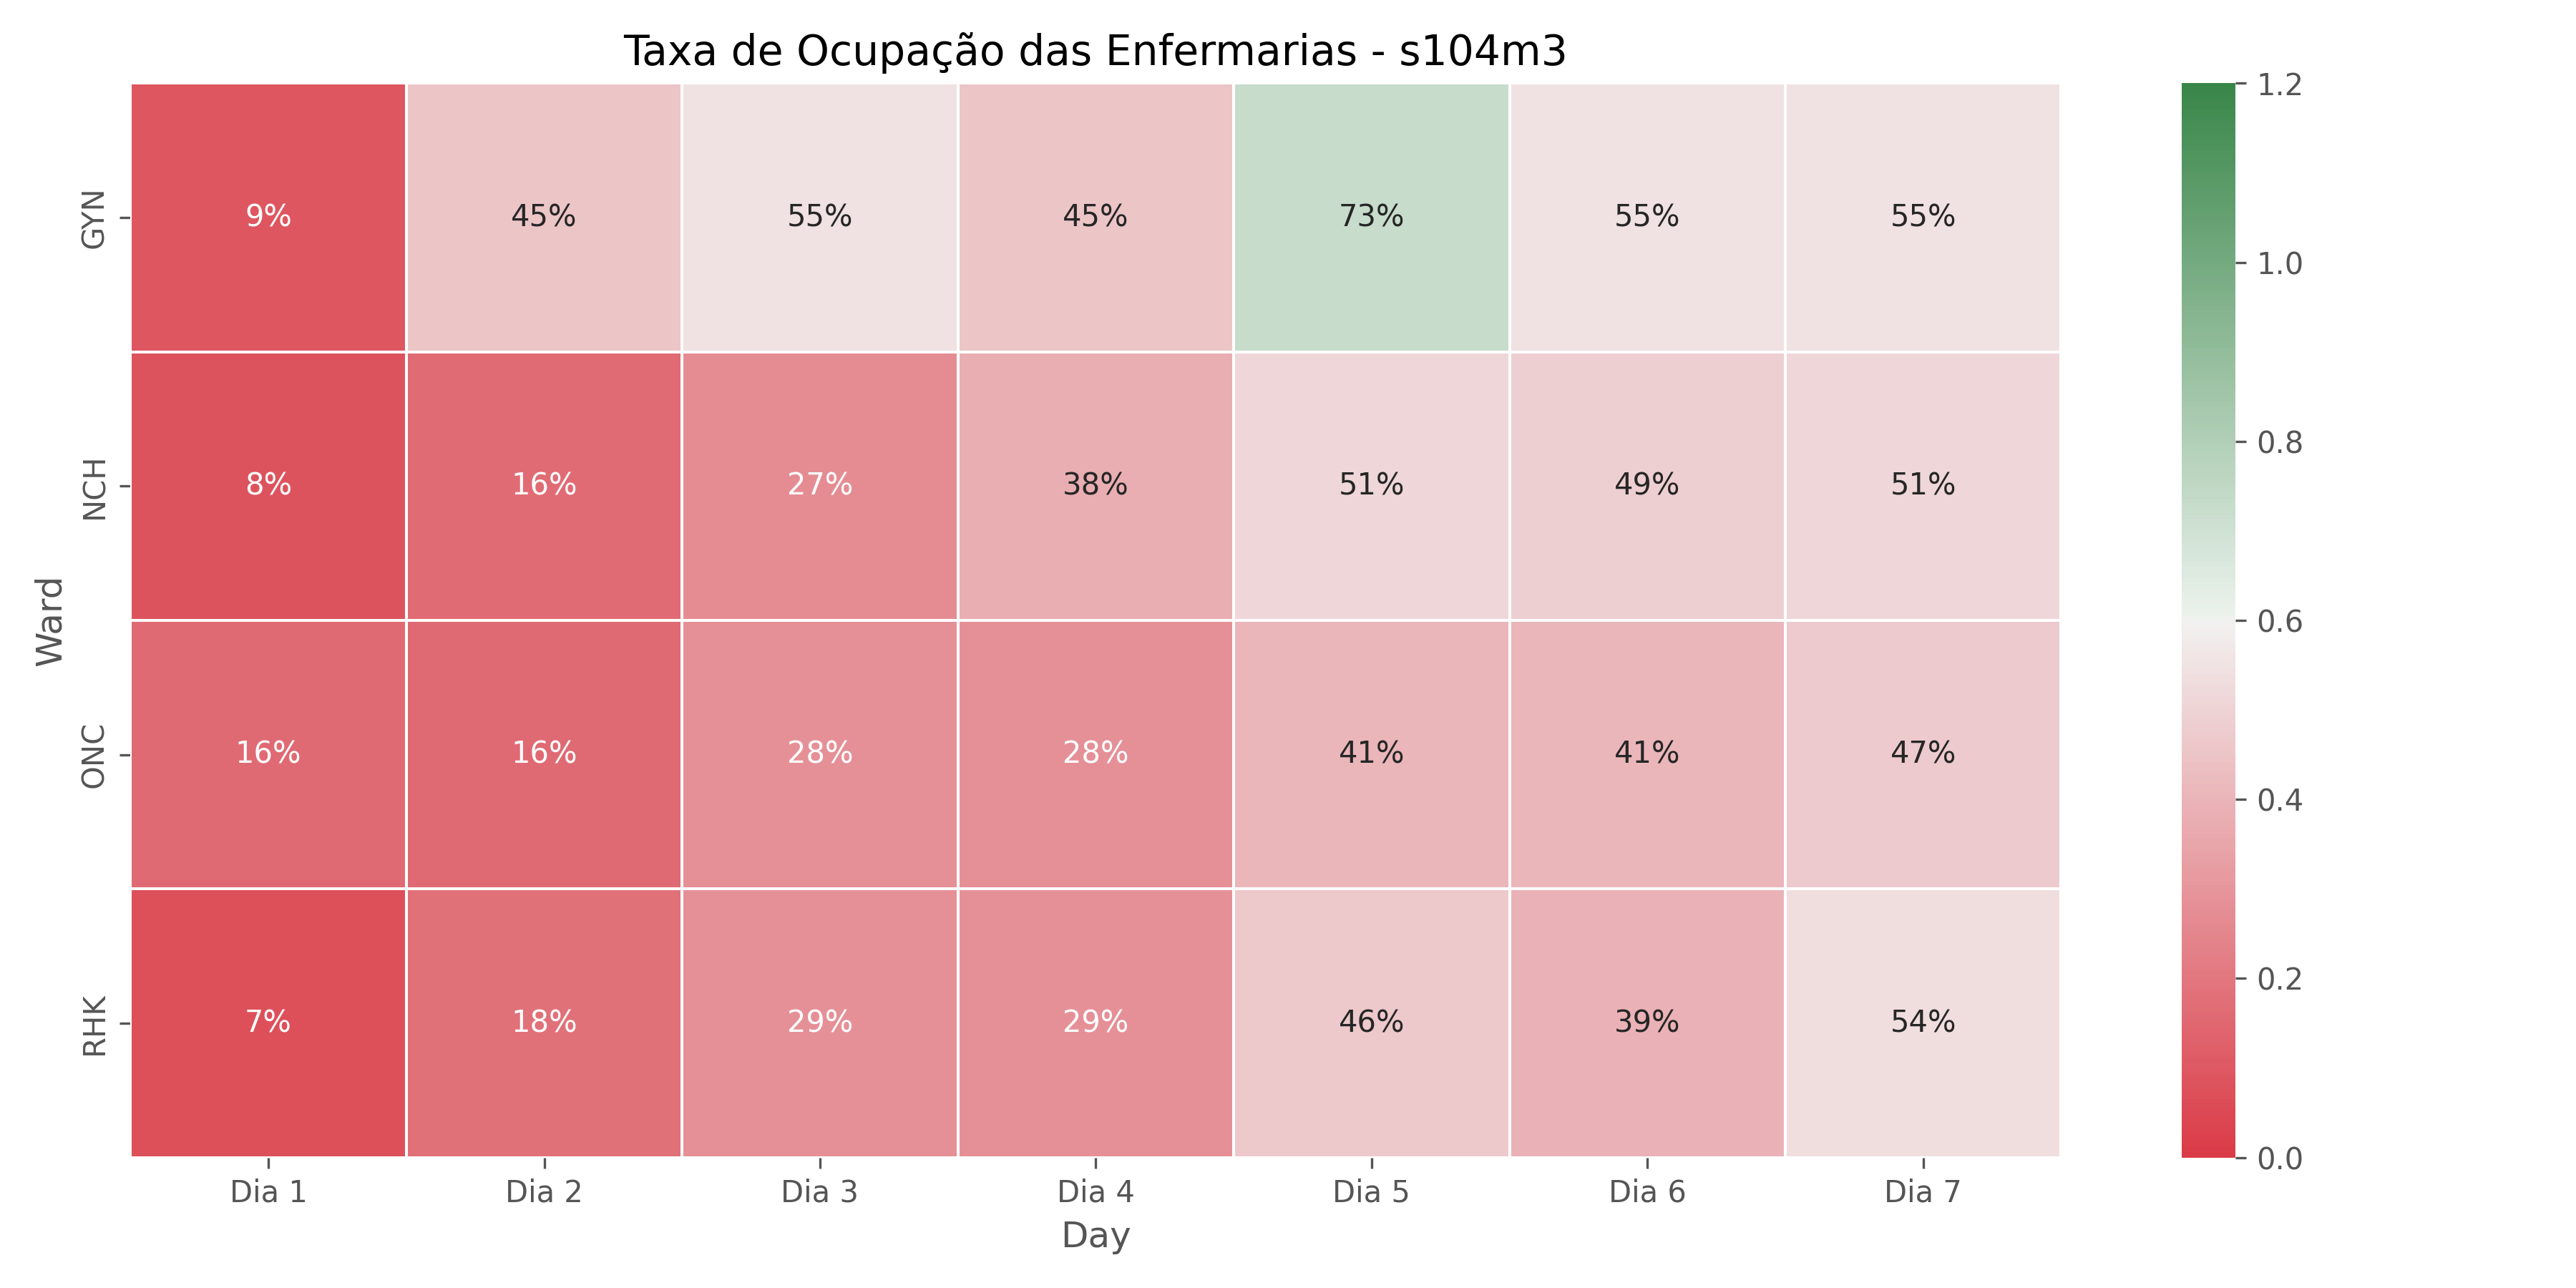 Taxa de Ocupação das Enfermarias - s104m3
Ward
GYN 9% 45% 55% 45% 73% 55% 55%
NCH 8% 16% 27% 38% 51% 49% 51%
ONC 16% 16% 28% 28% 41% 41% 47%
RHK 7% 18% 29% 29% 46% 39% 54%
Dia 1 Dia 2 Dia 3 Dia 4 Dia 5 Dia 6 Dia 7
Day
1.2
1.0
0.8
0.6
0.4
0.2
0.0